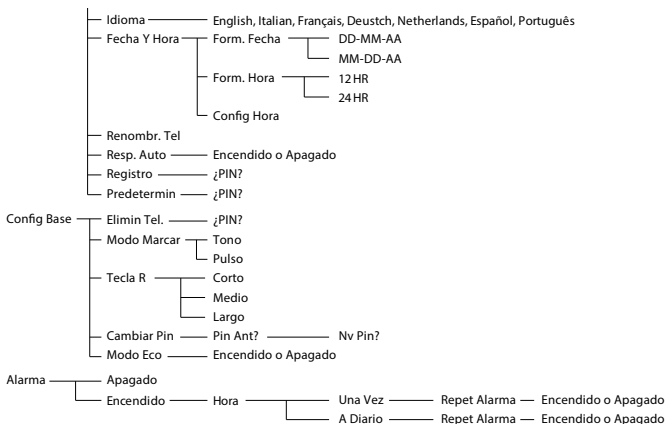 Idioma English, Italian, Français, Deustch, Netherlands, Español, Português
Fecha Y Hora Form. Fecha DD-MM-AA
MM-DD-AA
Form. Hora 12 HR
24 HR
Config Hora
Renombr. Tel
Resp. Auto Encendido o Apagado
Registro ¿PIN?
Predetermin ¿PIN?
Config Base Elimin Tel. ¿PIN?
Modo Marcar Tono
Pulso
Tecla R Corto
Medio
Largo
Cambiar Pin Pin Ant? Nv Pin?
Modo Eco Encendido o Apagado
Alarma Apagado
Encendido Hora Una Vez Repet Alarma Encendido o Apagado
A Diario Repet Alarma Encendido o Apagado